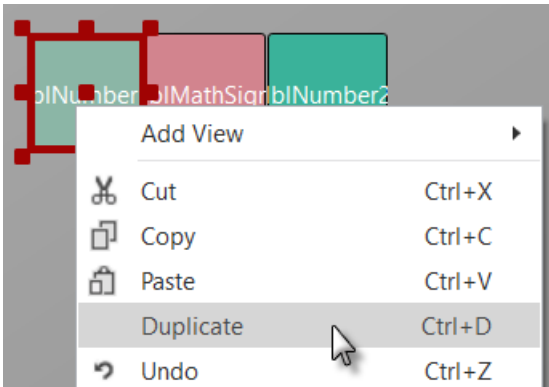 lblNumber lblMathSign lblNumber2
Add View
Cut Ctrl+X
Copy Ctrl+C
Paste Ctrl+V
Duplicate Ctrl+D
Undo Ctrl+Z